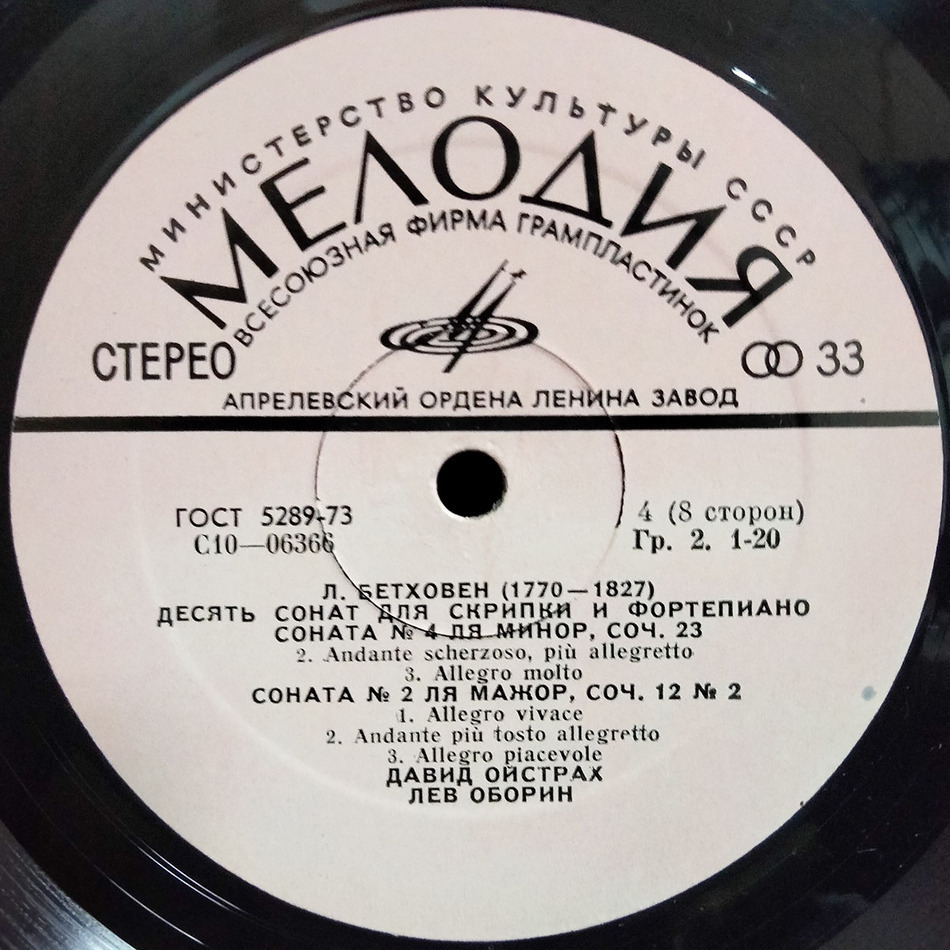 МИНИСТЕРСТВО КУЛЬТУРЫ СССР
МЕЛОДИЯ
ВСЕСОЮЗНАЯ ФИРМА ГРАМПЛАСТИНОК
СТЕРЕО
33
АПРЕЛЕВСКИЙ ОРДЕНА ЛЕНИНА ЗАВОД
ГОСТ 5289-73
4 (8 сторон)
С10—06366
Гр. 2. 1-20
Л. БЕТХОВЕН (1770—1827)
ДЕСЯТЬ СОНАТ ДЛЯ СКРИПКИ И ФОРТЕПИАНО
СОНАТА № 4 ЛЯ МИНОР, СОЧ. 23
2. Andante scherzoso, più allegretto
3. Allegro molto
СОНАТА № 2 ЛЯ МАЖОР, СОЧ. 12 № 2
1. Allegro vivace
2. Andante più tosto allegretto
3. Allegro piacevole
ДАВИД ОЙСТРАХ
ЛЕВ ОБОРИН